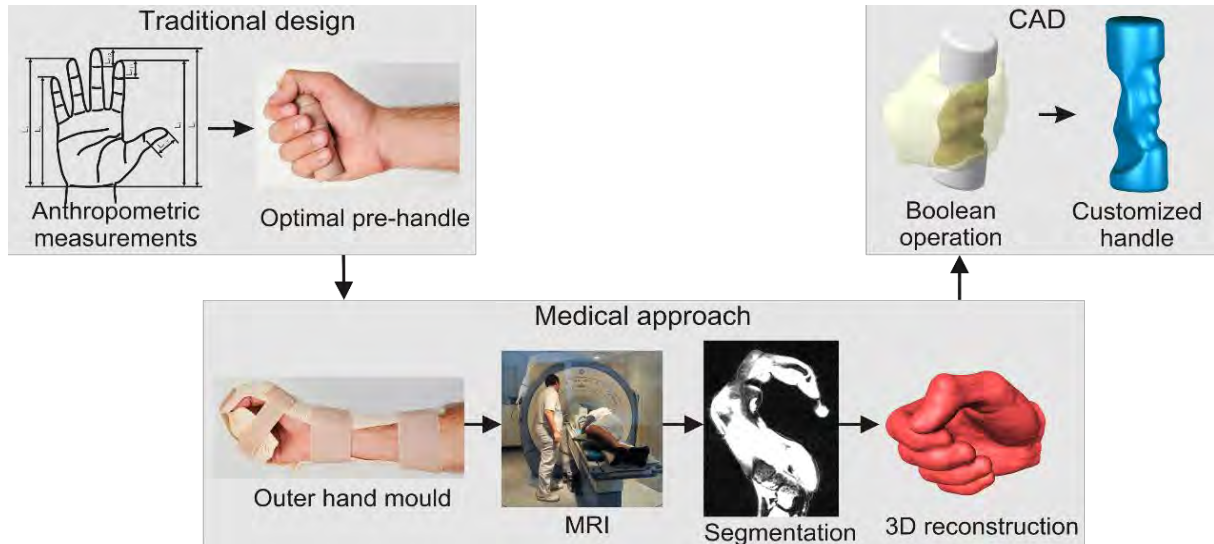 Traditional design
Anthropometric
measurements
Optimal pre-handle
CAD
Boolean
operation
Customized
handle
Medical approach
Outer hand mould
MRI
Segmentation
3D reconstruction